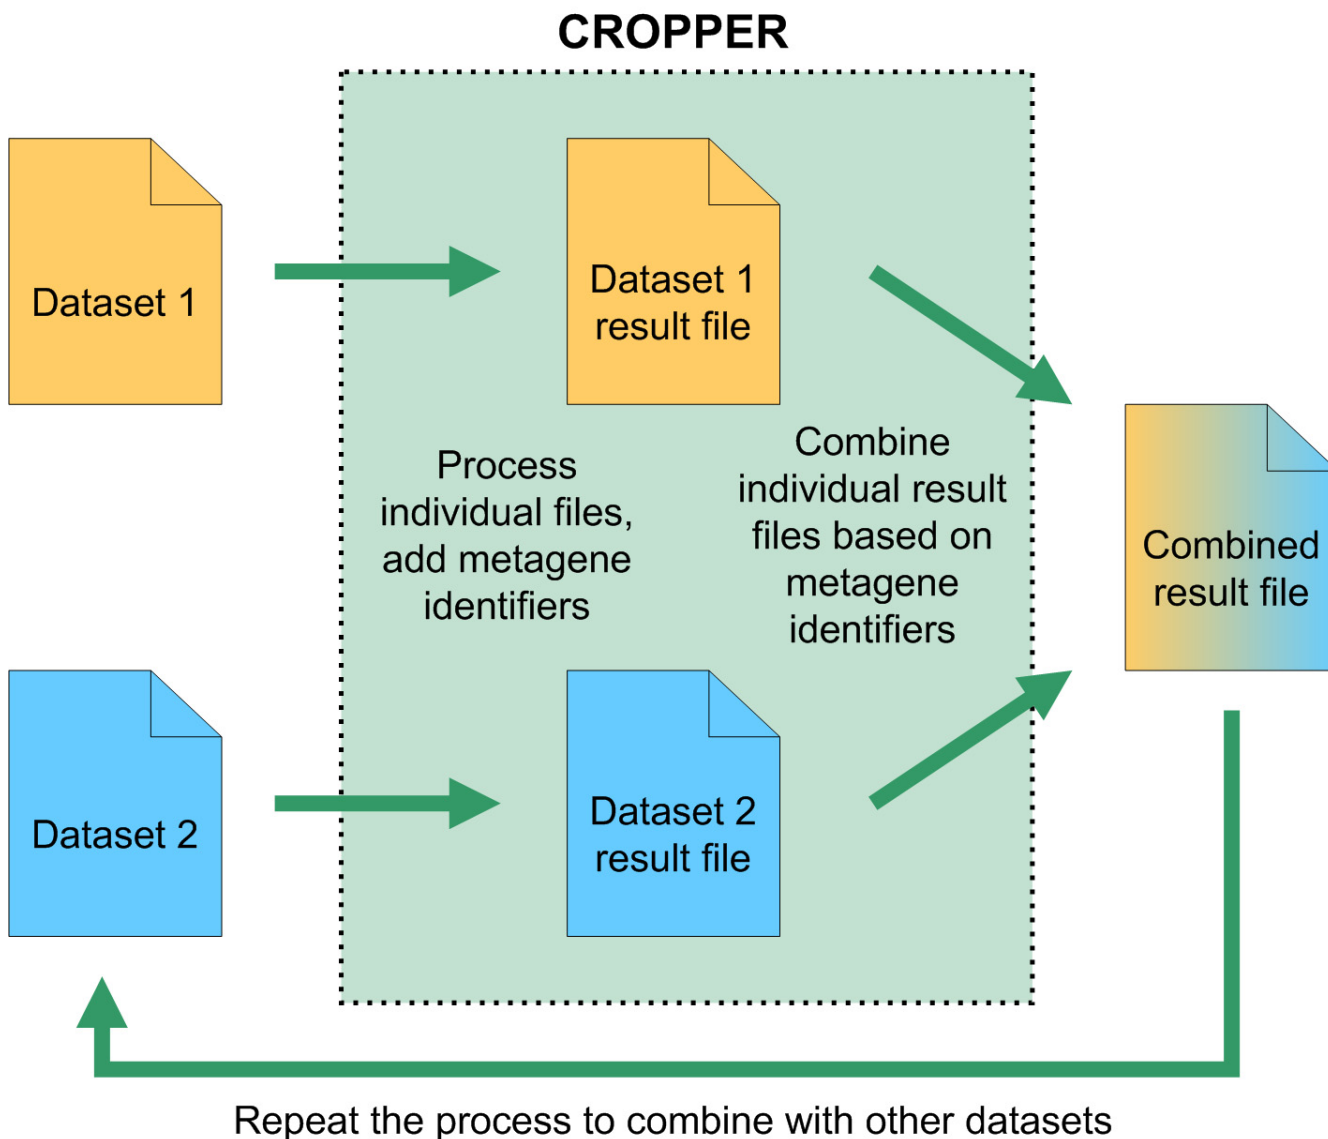 CROPPER
Dataset 1
Dataset 1
result file
Process
individual files,
add metagene
identifiers
Combine
individual result
files based on
metagene
identifiers
Combined
result file
Dataset 2
Dataset 2
result file
Repeat the process to combine with other datasets